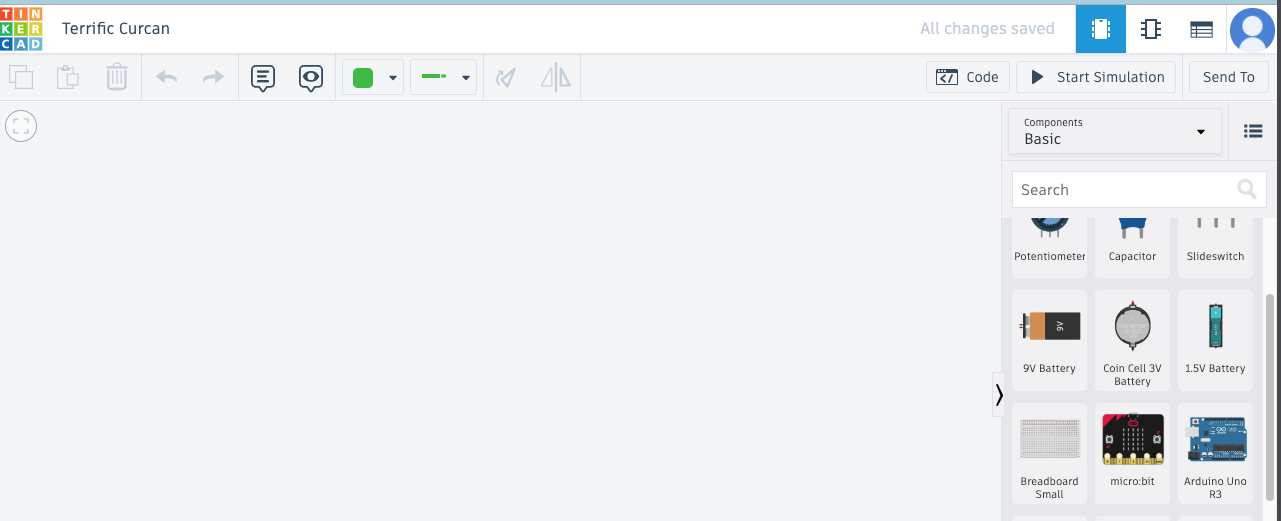 TIN
KER
CAD
Terrific Curcan
All changes saved
Code
Start Simulation
Send To
Components
Basic
Search
Potentiometer
Capacitor
Slideswitch
9V
9V Battery
Coin Cell 3V
Battery
1.5V Battery
Breadboard
Small
micro:bit
Arduino Uno
R3